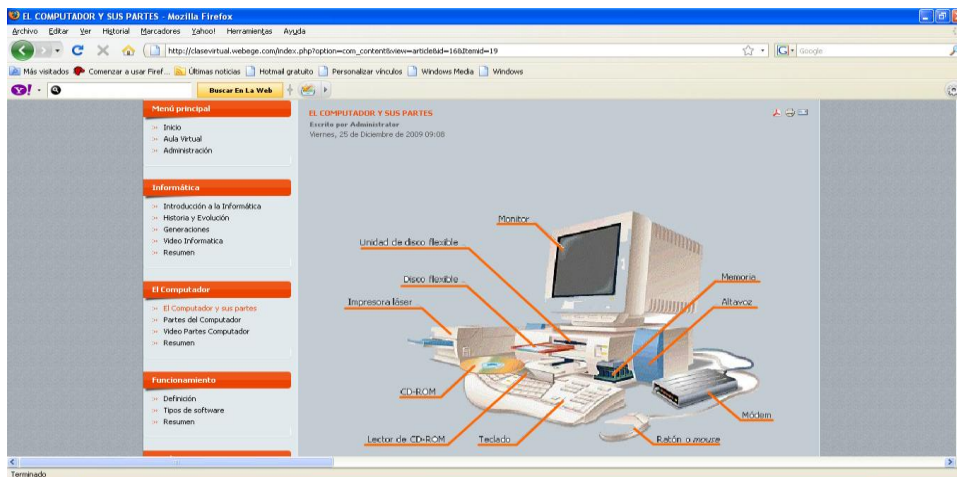 EL COMPUTADOR Y SUS PARTES - Mozilla Firefox
Archivo Editar Ver Historial Marcadores Yahoo! Herramientas Ayuda
http://clasevirtual.webege.com/index.php?option=com_content&view=article&id=16&Itemid=19
Google
Más visitados Comenzar a usar Firef... Últimas noticias Hotmail gratuito Personalizar vínculos Windows Media Windows
Buscar En La Web
Menú principal
Inicio
Aula Virtual
Administración
Informática
Introducción a la Informática
Historia y Evolución
Generaciones
Video Informatica
Resumen
El Computador
El Computador y sus partes
Partes del Computador
Video Partes Computador
Resumen
Funcionamiento
Definición
Tipos de software
Resumen
EL COMPUTADOR Y SUS PARTES
Escrito por Administrator
Viernes, 25 de Diciembre de 2009 09:08
Monitor
Unidad de disco flexible
Disco flexible
Impresora láser
Memoria
Altavoz
CD-ROM
Módem
Lector de CD-ROM
Teclado
Ratón o mouse
Terminado